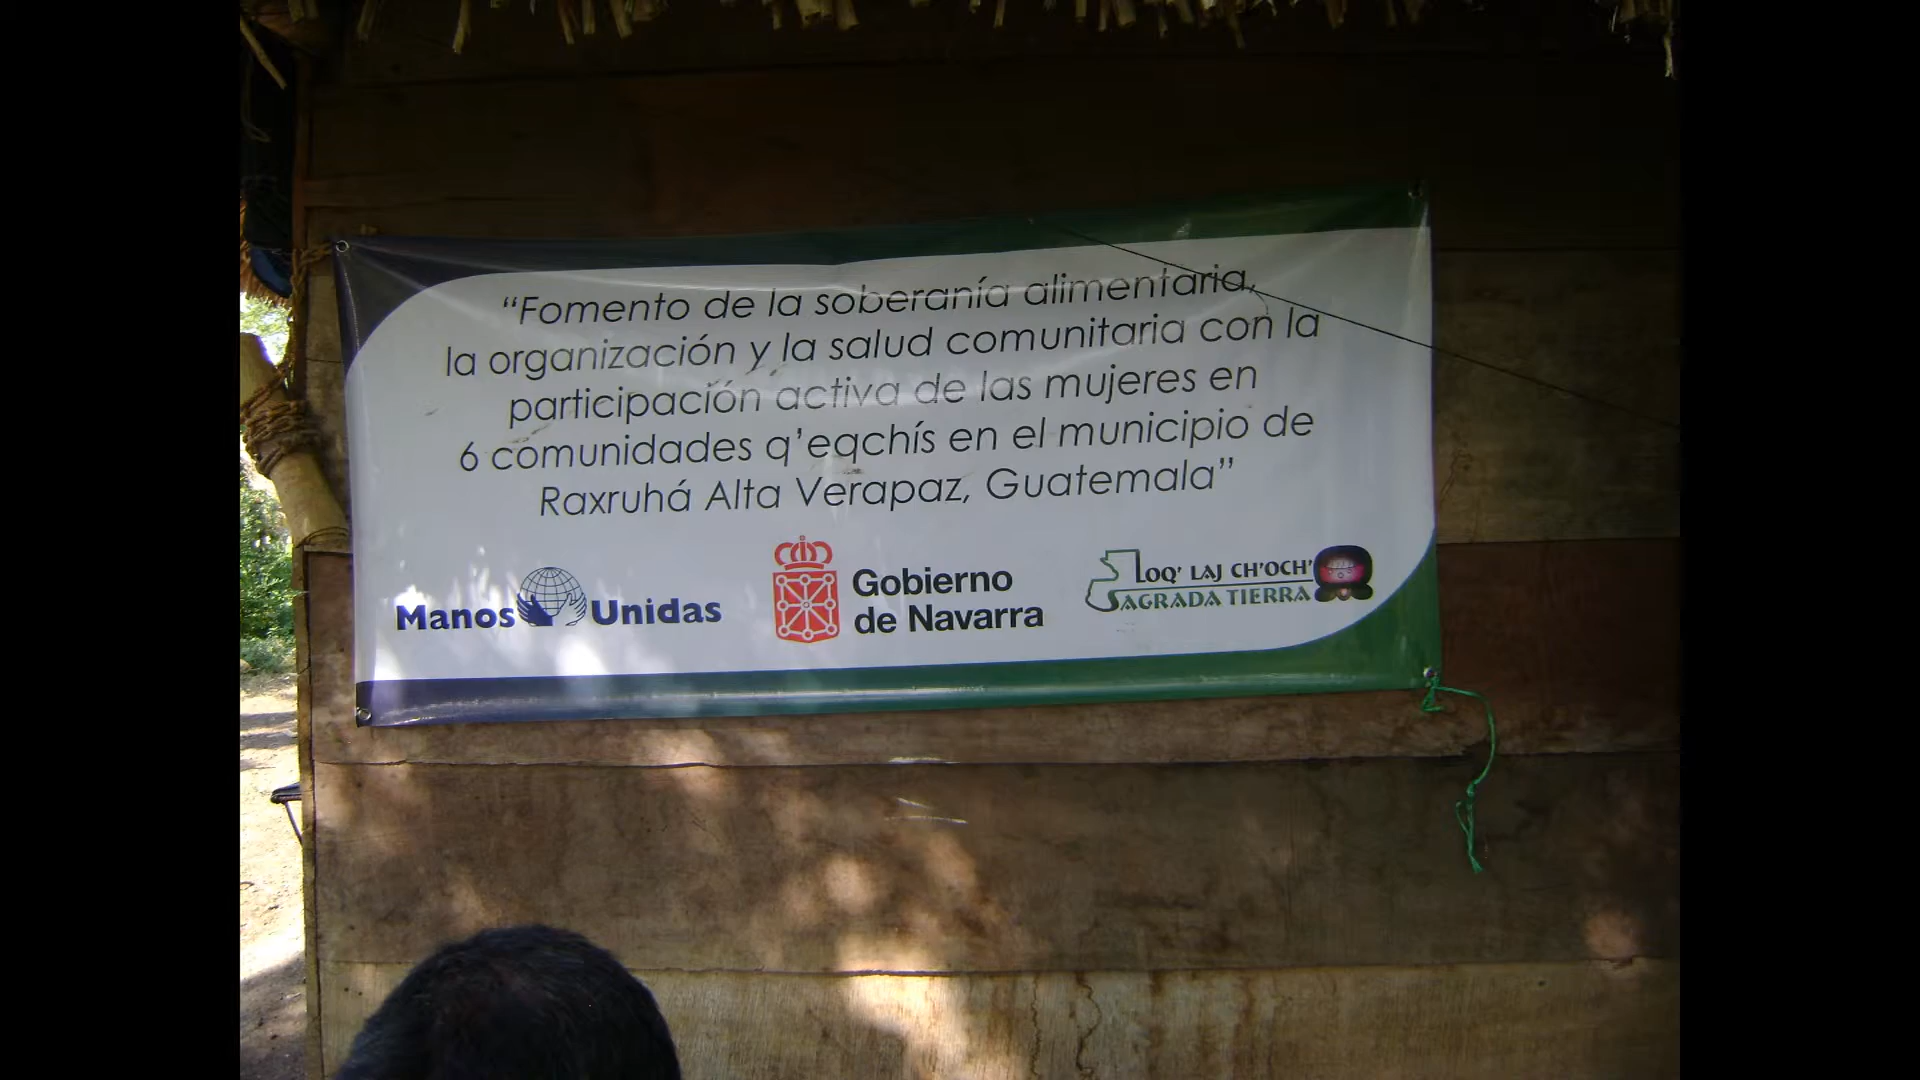 “Fomento de la soberanía alimentaria,
la organización y la salud comunitaria con la
participación activa de las mujeres en
6 comunidades q’eqchís en el municipio de
Raxruhá Alta Verapaz, Guatemala”
Manos Unidas
Gobierno
de Navarra
LOQ’ LAJ CH’OCH’
SAGRADA TIERRA